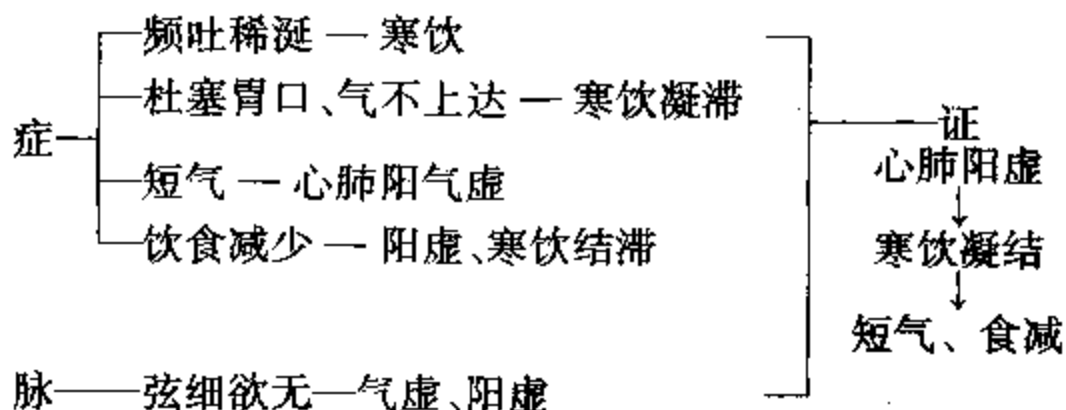 频吐稀涎 — 寒饮
杜塞胃口、气不上达 — 寒饮凝滞
症
短气 — 心肺阳气虚
饮食减少 — 阳虚、寒饮结滞
脉——弦细欲无—气虚、阳虚
证
心肺阳虚
↓
寒饮凝结
↓
短气、食减